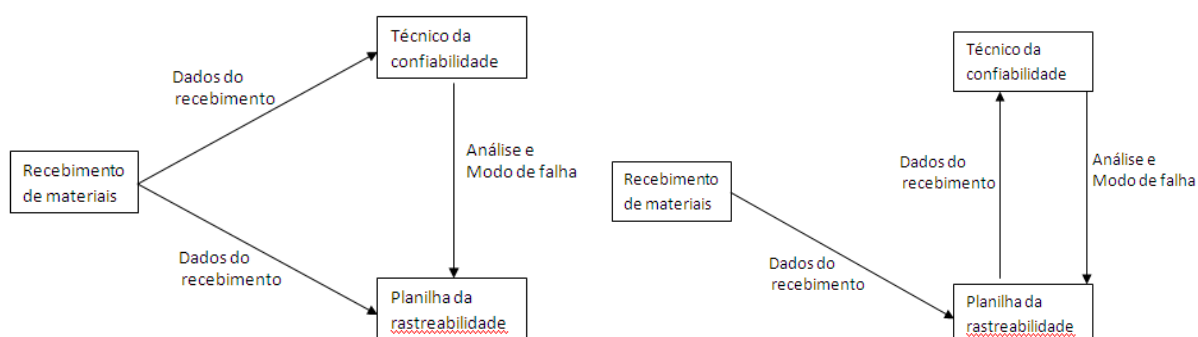 Técnico da
confiabilidade
Dados do
recebimento
Recebimento
de materiais
Análise e
Modo de falha
Dados do
recebimento
Planilha da
rastreabilidade
Técnico da
confiabilidade
Dados do
recebimento
Análise e
Modo de falha
Recebimento
de materiais
Dados do
recebimento
Planilha da
rastreabilidade